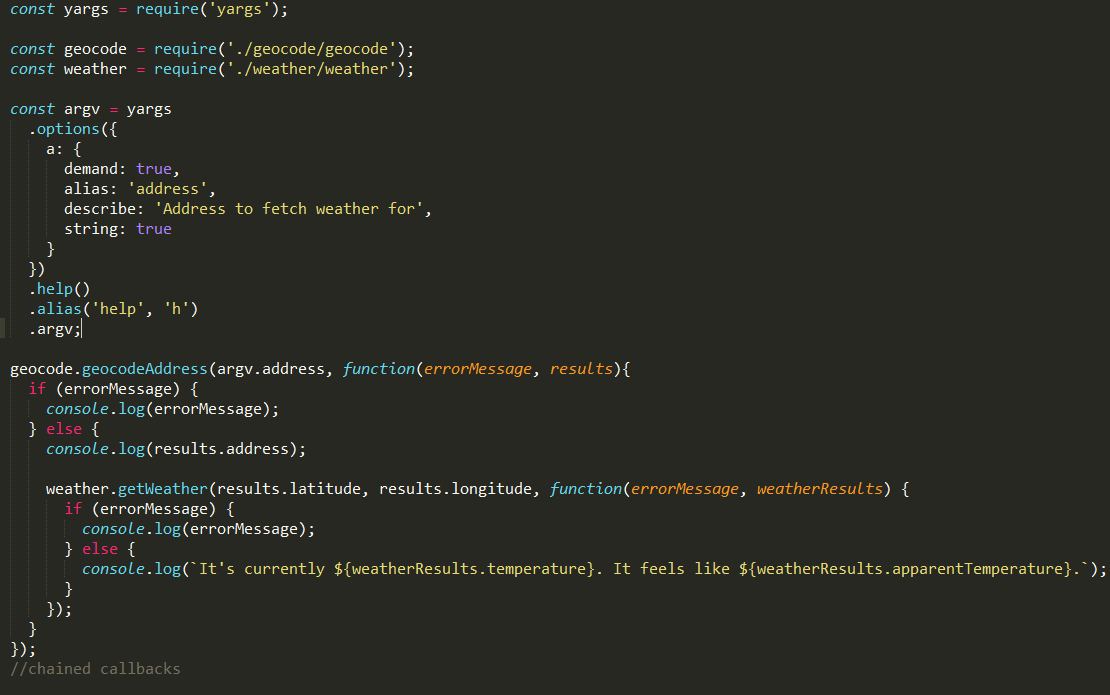 const yargs = require('yargs');

const geocode = require('./geocode/geocode');
const weather = require('./weather/weather');

const argv = yargs
  .options({
    a: {
      demand: true,
      alias: 'address',
      describe: 'Address to fetch weather for',
      string: true
    }
  })
  .help()
  .alias('help', 'h')
  .argv;

geocode.geocodeAddress(argv.address, function(errorMessage, results){
  if (errorMessage) {
    console.log(errorMessage);
  } else {
    console.log(results.address);

    weather.getWeather(results.latitude, results.longitude, function(errorMessage, weatherResults) {
      if (errorMessage) {
        console.log(errorMessage);
      } else {
        console.log(`It's currently ${weatherResults.temperature}. It feels like ${weatherResults.apparentTemperature}.`);
      }
    });
  }
});
//chained callbacks